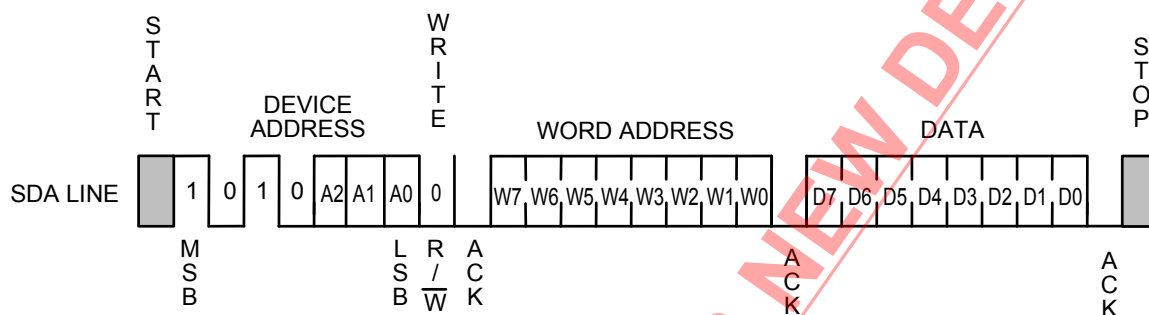 START
WRITE
STOP
DEVICE
ADDRESS
WORD ADDRESS
DATA
SDA LINE
1 0 1 0 A2 A1 A0 0 W7 W6 W5 W4 W3 W2 W1 W0 D7 D6 D5 D4 D3 D2 D1 D0
MSB
LSB
R/W̅
ACK
ACK
ACK
NEW DE